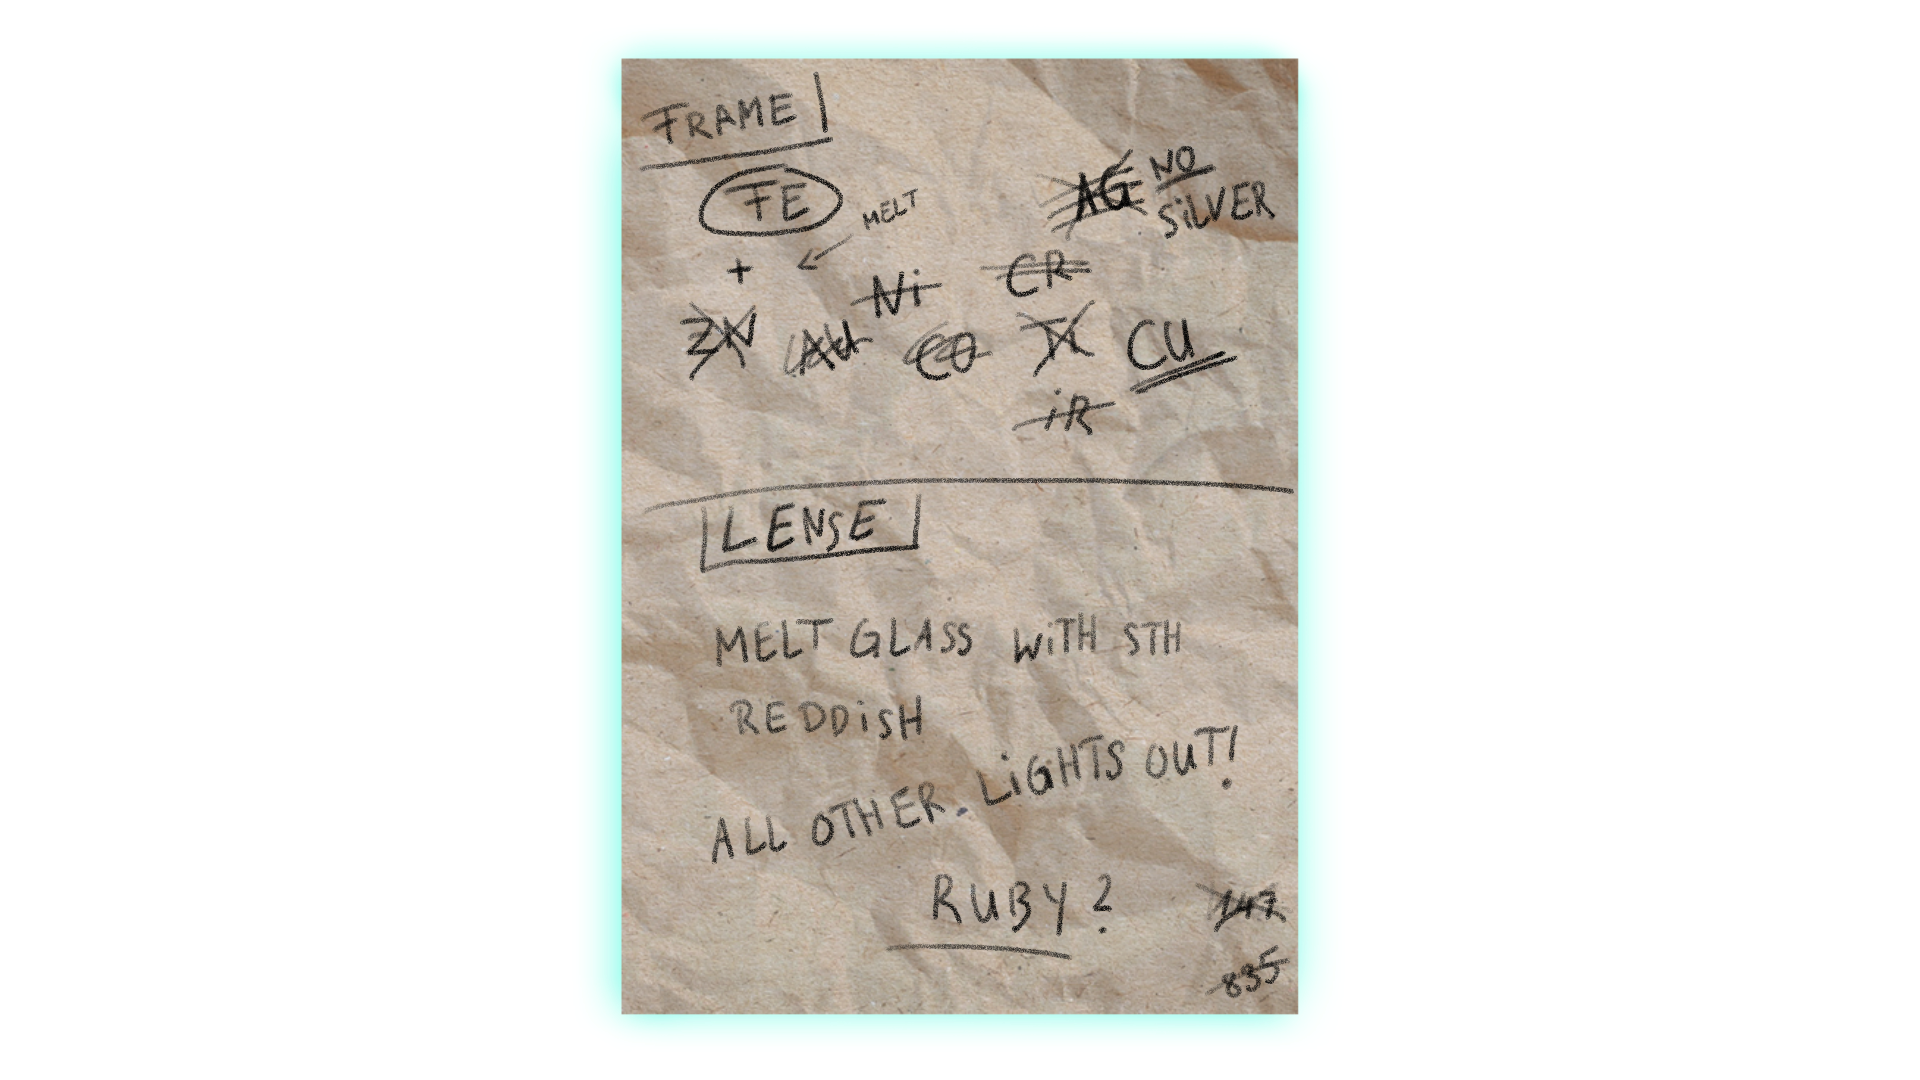 FRAME
FE
MELT
AG NO
SiLVER
+
Ni CR
ZN AU CO Ti CU
iR
LENSE
MELT GLASS WiTH STH
REDDiSH
ALL OTHER LiGHTS OUT!
RUBY?
147
835